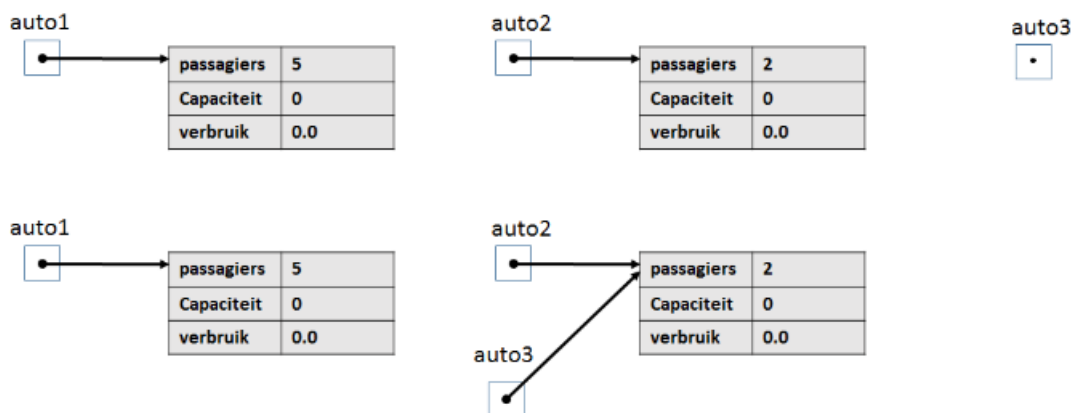 auto1
passagiers 5
Capaciteit 0
verbruik 0.0
auto2
passagiers 2
Capaciteit 0
verbruik 0.0
auto3
auto1
passagiers 5
Capaciteit 0
verbruik 0.0
auto2
passagiers 2
Capaciteit 0
verbruik 0.0
auto3